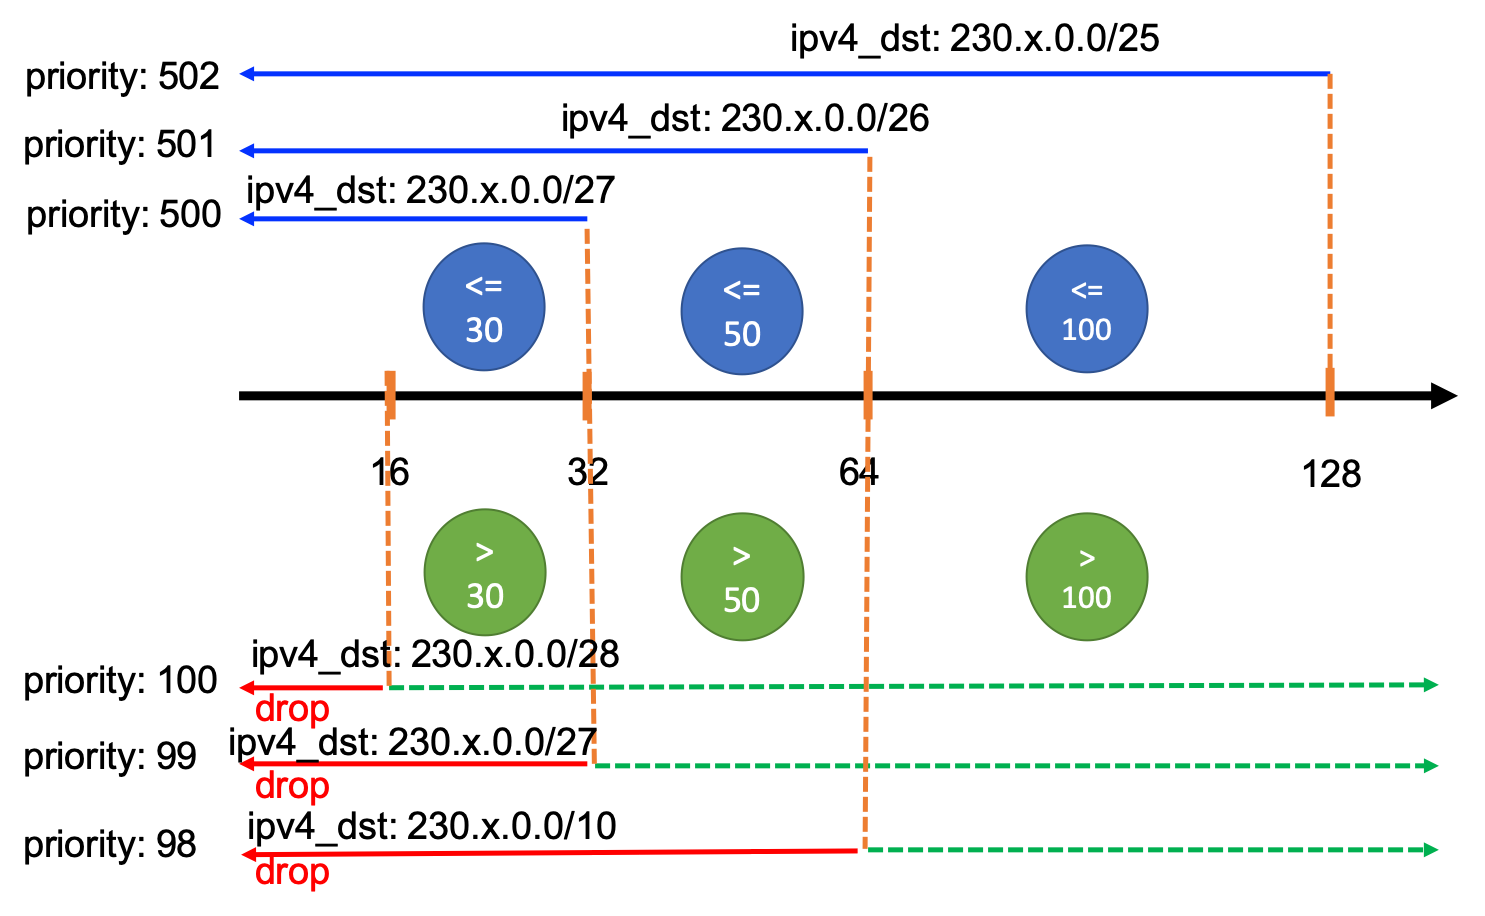 ipv4_dst: 230.x.0.0/25
priority: 502
ipv4_dst: 230.x.0.0/26
priority: 501
ipv4_dst: 230.x.0.0/27
priority: 500
<=
30
<=
50
<=
100
16
32
64
128
>
30
>
50
>
100
ipv4_dst: 230.x.0.0/28
priority: 100
drop
ipv4_dst: 230.x.0.0/27
priority: 99
drop
ipv4_dst: 230.x.0.0/10
priority: 98
drop